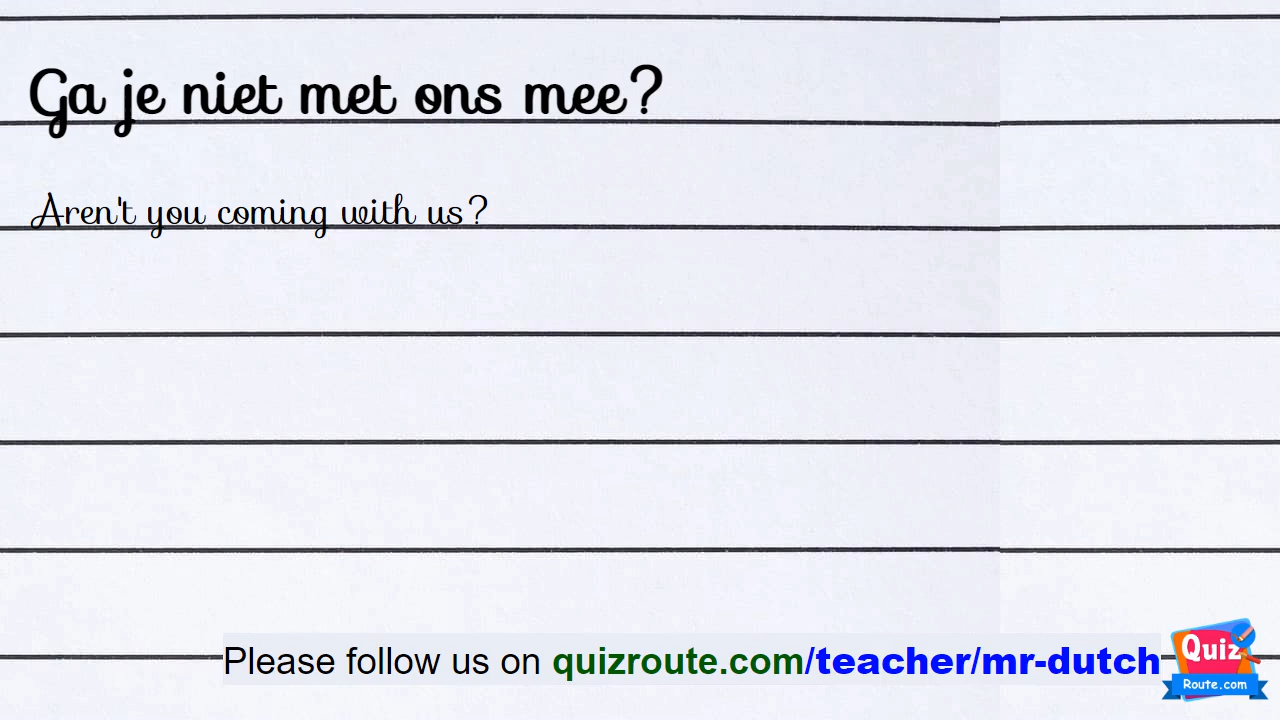 Ga je niet met ons mee?
Aren't you coming with us?
Please follow us on quizroute.com/teacher/mr-dutch
Quiz
Route.com